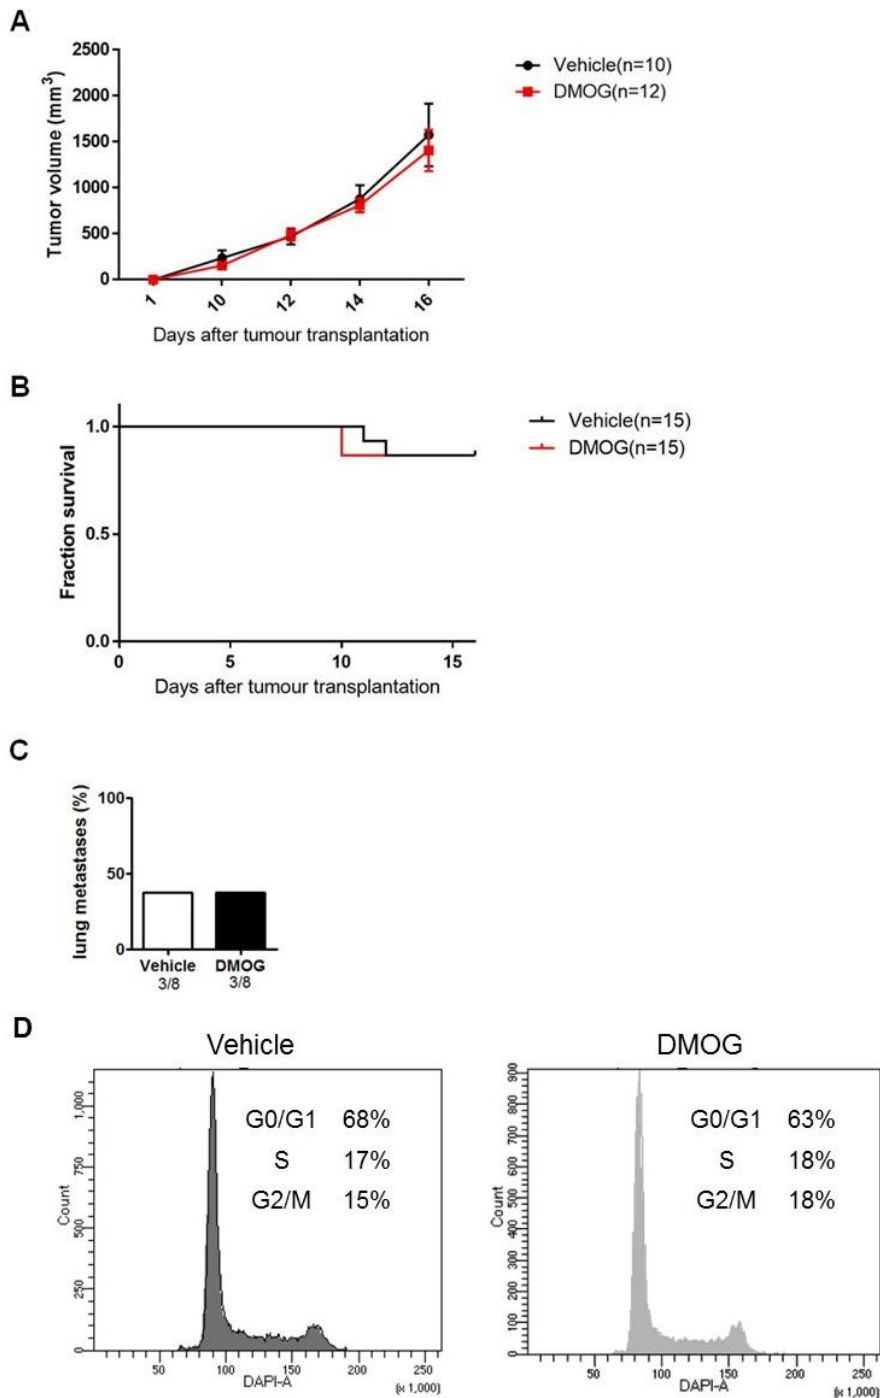 A
Tumor volume (mm³)
2500
2000
1500
1000
500
0
1 10 12 14 16
Days after tumour transplantation
Vehicle(n=10)
DMOG(n=12)
B
Fraction survival
1.0
0.5
0.0
0 5 10 15
Days after tumour transplantation
Vehicle(n=15)
DMOG(n=15)
C
lung metastases (%)
100
50
0
Vehicle DMOG
3/8 3/8
D
Vehicle
Count
1,000
750
500
250
0
G0/G1 68%
S 17%
G2/M 15%
50 100 150 200 250
DAPI-A
(x 1,000)
DMOG
Count
900
800
700
600
500
400
300
200
100
0
G0/G1 63%
S 18%
G2/M 18%
50 100 150 200 250
DAPI-A
(x 1,000)